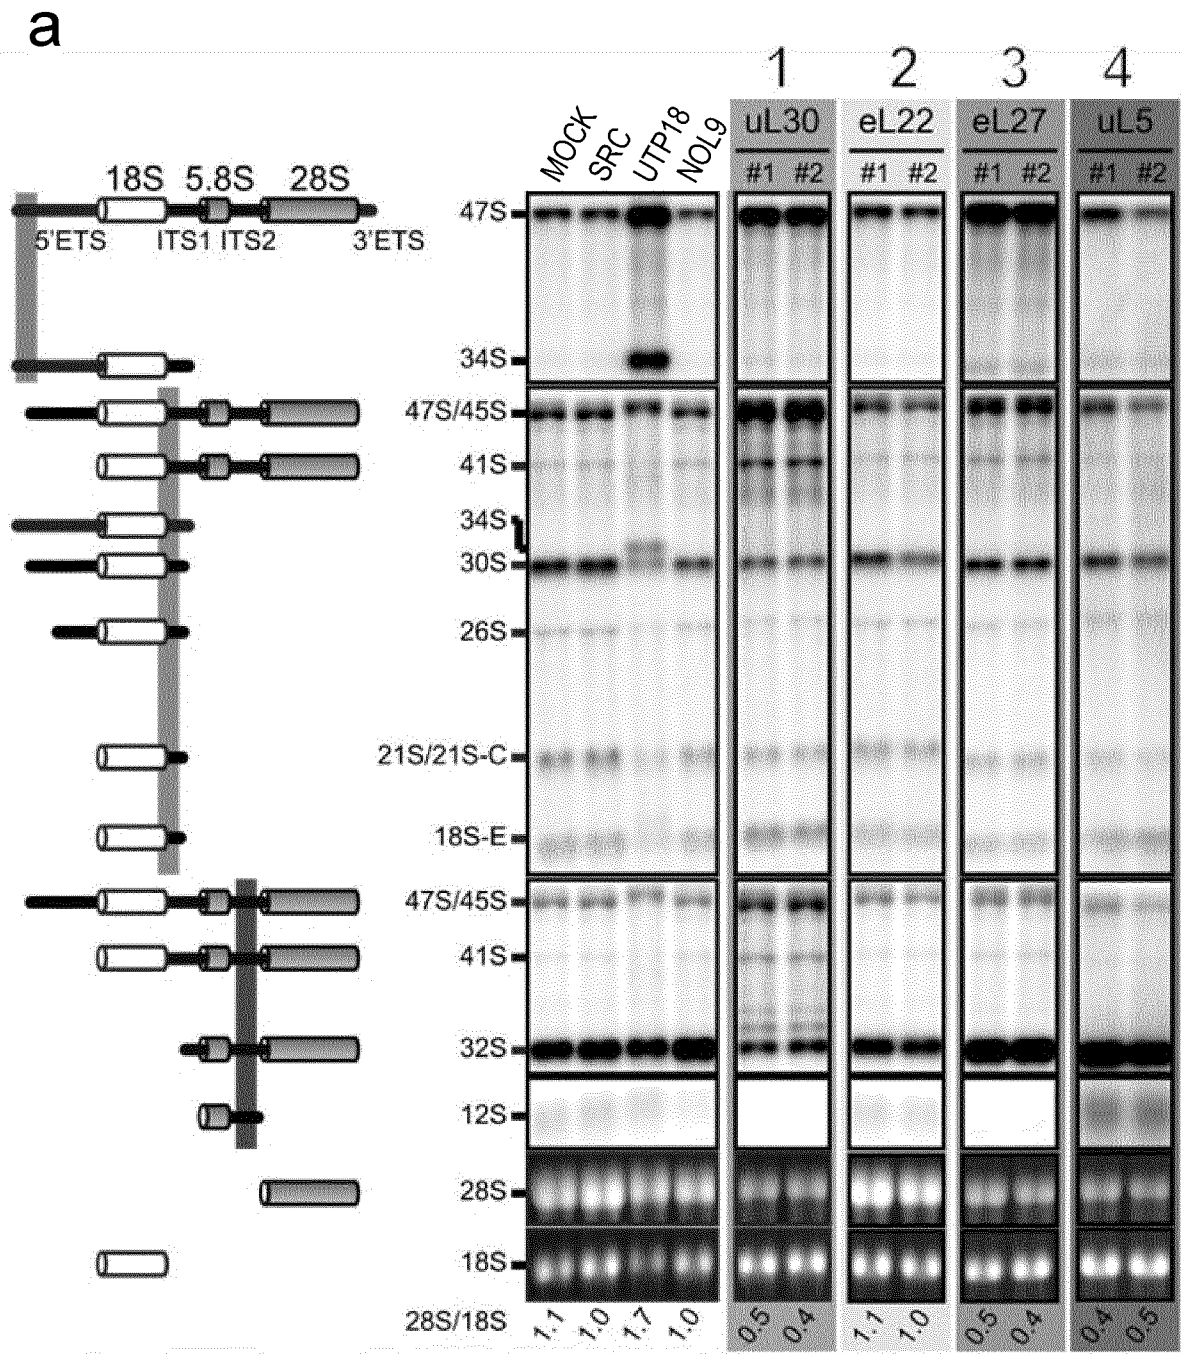 a
1 2 3 4
MOCK SRC UTP18 NOL9 uL30 eL22 eL27 uL5
#1 #2 #1 #2 #1 #2 #1 #2
18S 5.8S 28S
5'ETS ITS1 ITS2 3'ETS
47S
34S
47S/45S
41S
34S
30S
26S
21S/21S-C
18S-E
47S/45S
41S
32S
12S
28S
18S
28S/18S 1.1 1.0 1.7 1.0 0.5 0.4 1.1 1.0 0.5 0.4 0.4 0.5